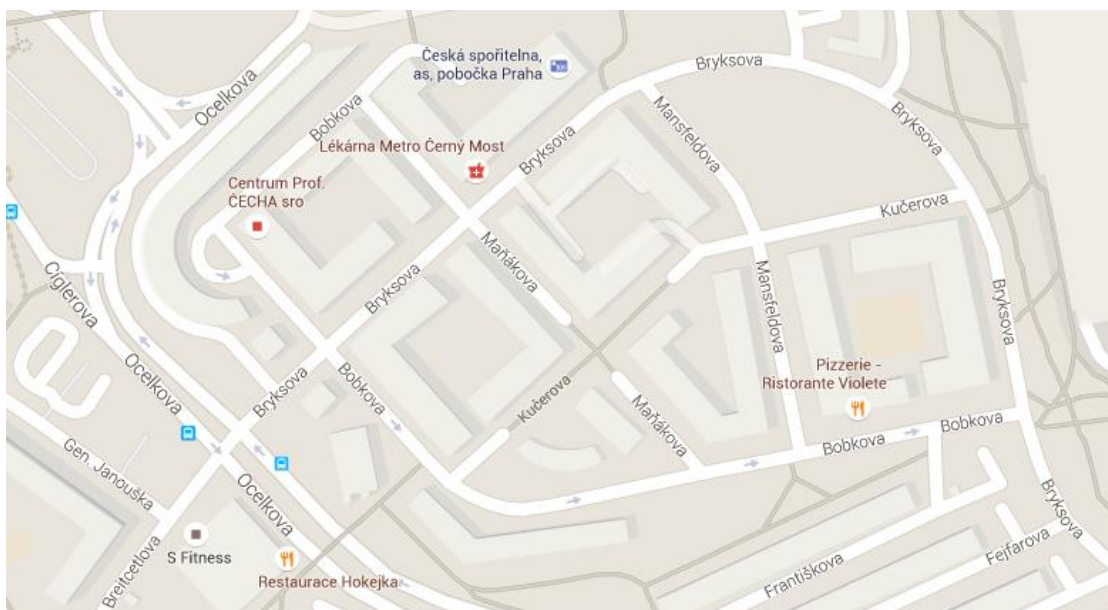 Česká spořitelna,
as, pobočka Praha
Bryksova
Ocelkova
Bobkova
Mansfeldova
Bryksova
Lékárna Metro Černý Most
Bryksova
Centrum Prof.
ČECHA sro
Kučerova
Maňákova
Bryksova
Mansfeldova
Bryksova
Ciglerova
Ocelkova
Bryksova
Bobkova
Kučerova
Pizzerie -
Ristorante Violete
Maňákova
Bobkova
Bobkova
Gen. Janouška
Ocelkova
Bryksova
S Fitness
Breitcetlova
Restaurace Hokejka
Františkova
Fejfarova